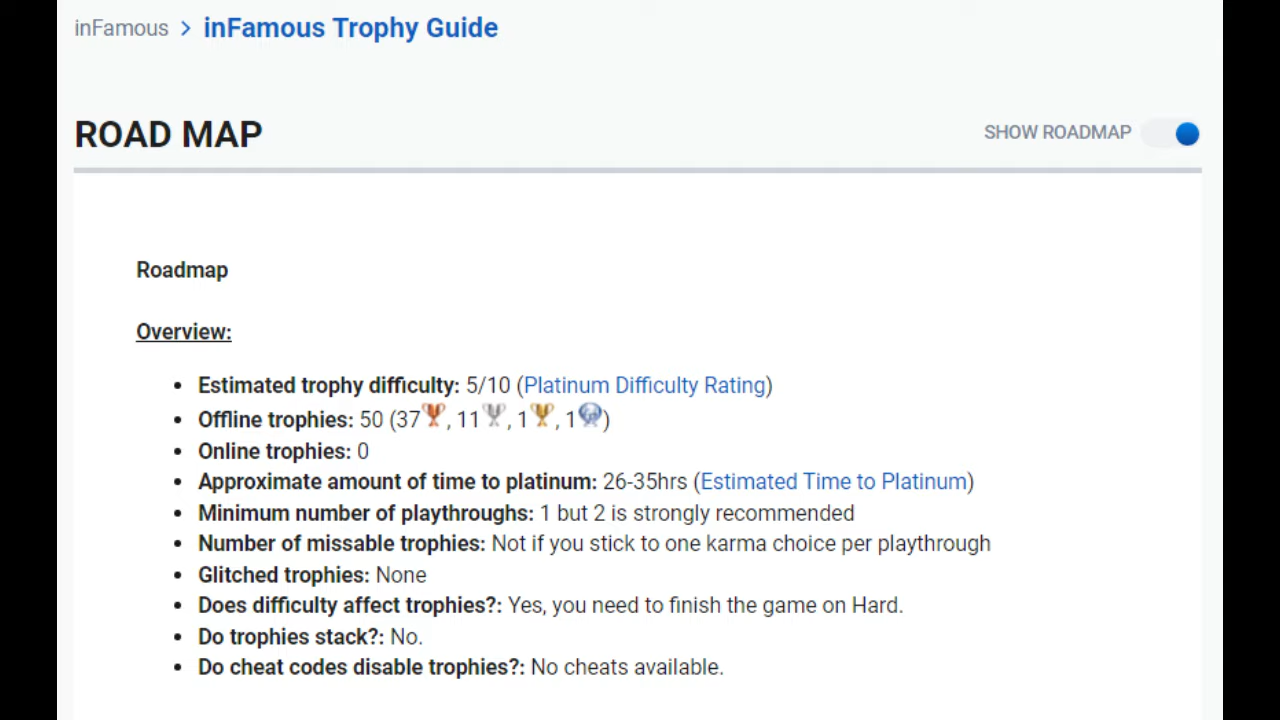 inFamous > inFamous Trophy Guide
ROAD MAP
SHOW ROADMAP
Roadmap
Overview:
• Estimated trophy difficulty: 5/10 (Platinum Difficulty Rating)
• Offline trophies: 50 (37, 11, 1, 1)
• Online trophies: 0
• Approximate amount of time to platinum: 26-35hrs (Estimated Time to Platinum)
• Minimum number of playthroughs: 1 but 2 is strongly recommended
• Number of missable trophies: Not if you stick to one karma choice per playthrough
• Glitched trophies: None
• Does difficulty affect trophies?: Yes, you need to finish the game on Hard.
• Do trophies stack?: No.
• Do cheat codes disable trophies?: No cheats available.